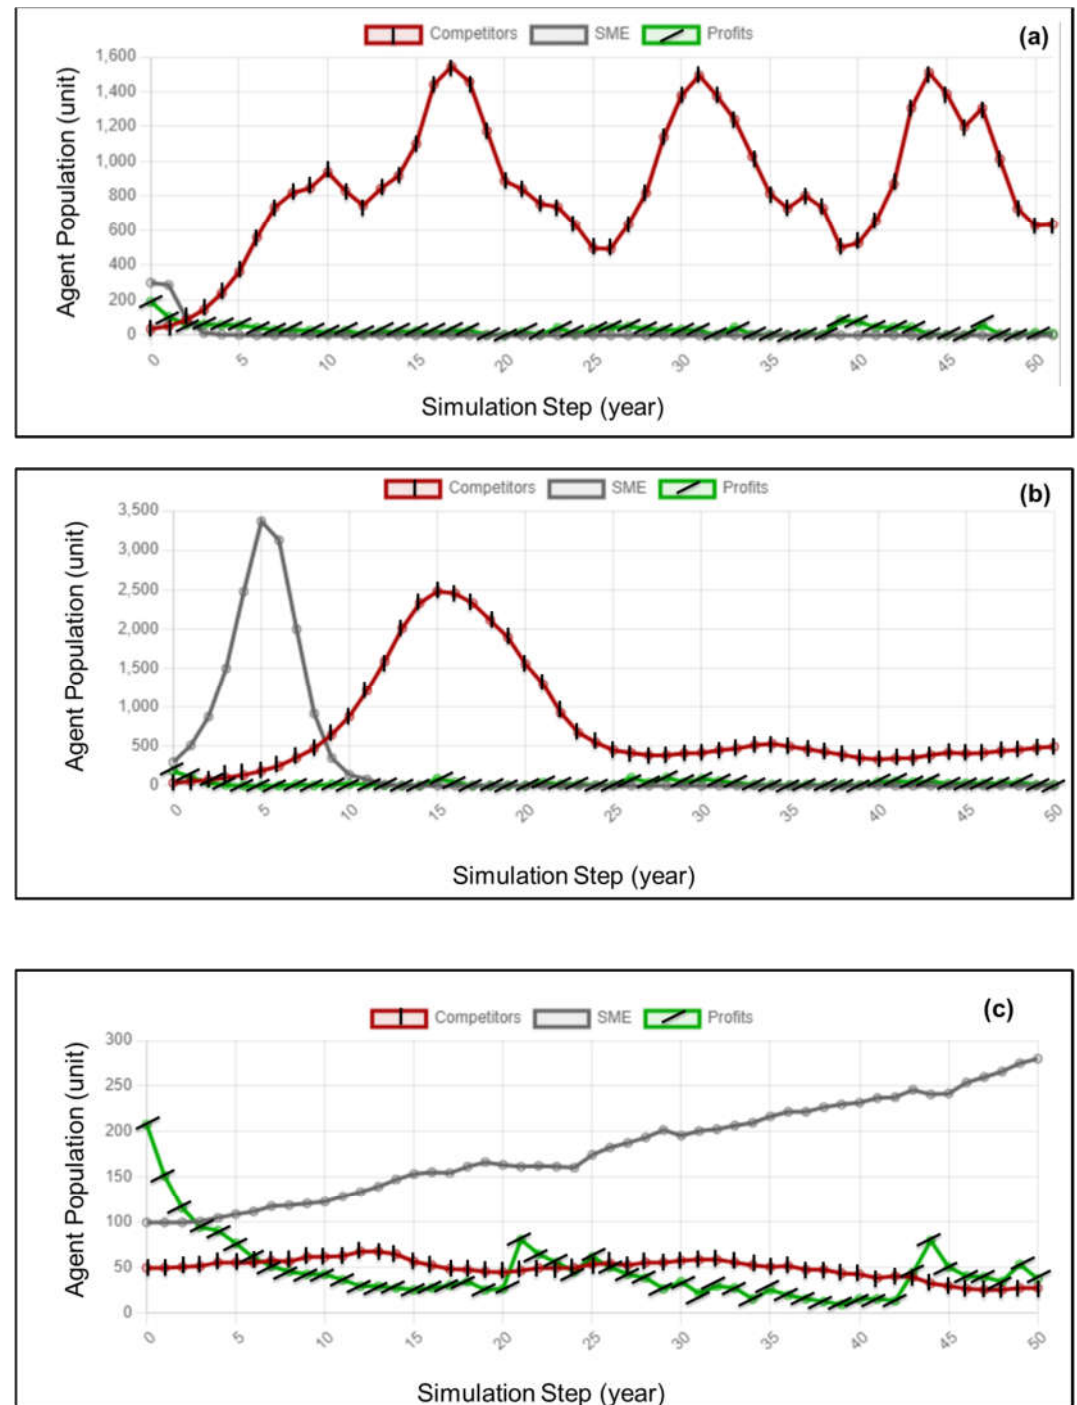 Competitors SME Profits (a)
1,600
1,400
1,200
1,000
800
600
400
200
0
Agent Population (unit)
0 5 10 15 20 25 30 35 40 45 50
Simulation Step (year)
Competitors SME Profits (b)
3,500
3,000
2,500
2,000
1,500
1,000
500
0
Agent Population (unit)
0 5 10 15 20 25 30 35 40 45 50
Simulation Step (year)
Competitors SME Profits (c)
300
250
200
150
100
50
0
Agent Population (unit)
0 5 10 15 20 25 30 35 40 45 50
Simulation Step (year)